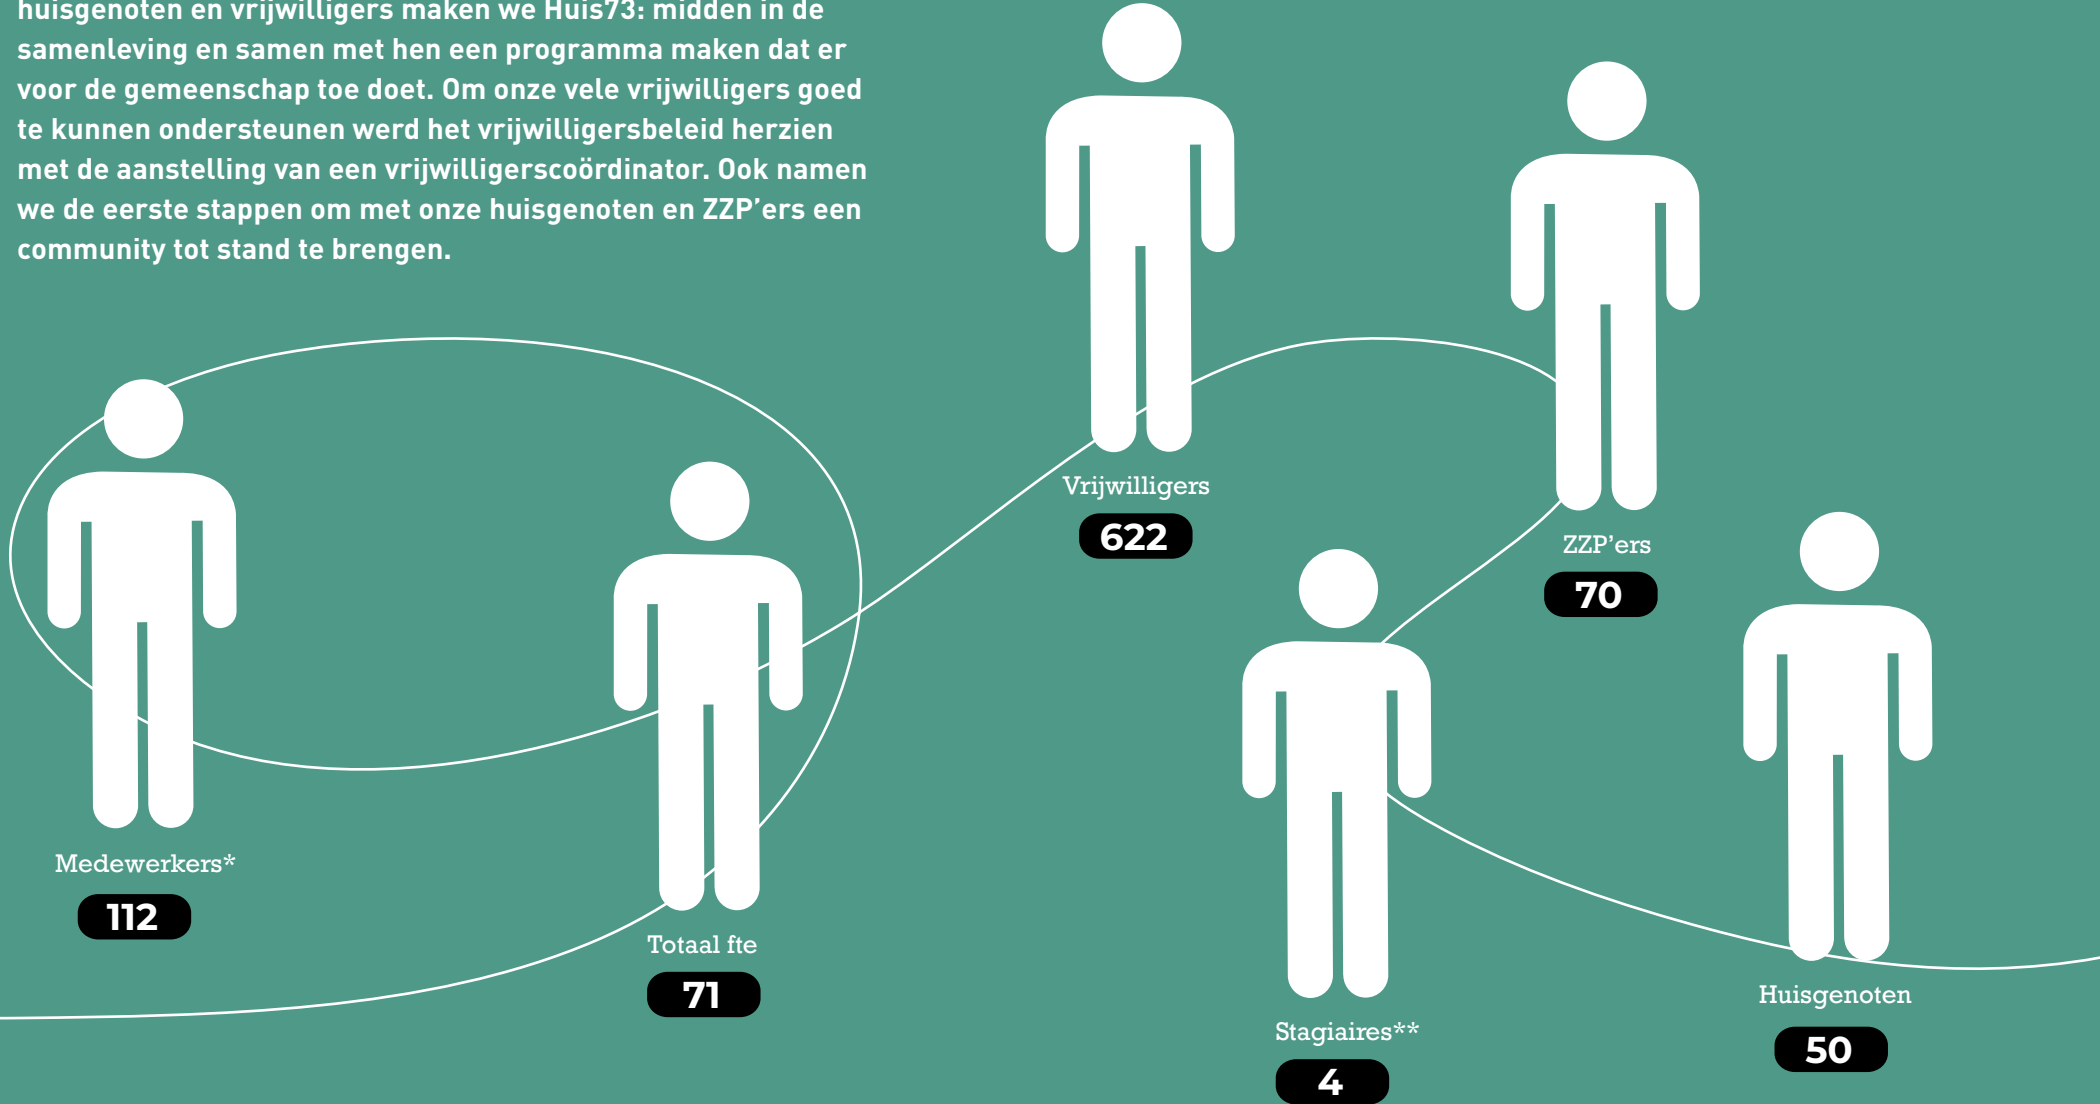 huisgenoten en vrijwilligers maken we Huis73: midden in de
samenleving en samen met hen een programma maken dat er
voor de gemeenschap toe doet. Om onze vele vrijwilligers goed
te kunnen ondersteunen werd het vrijwilligersbeleid herzien
met de aanstelling van een vrijwilligerscoördinator. Ook namen
we de eerste stappen om met onze huisgenoten en ZZP’ers een
community tot stand te brengen.
Medewerkers*
112
Totaal fte
71
Vrijwilligers
622
ZZP’ers
70
Stagiaires**
4
Huisgenoten
50